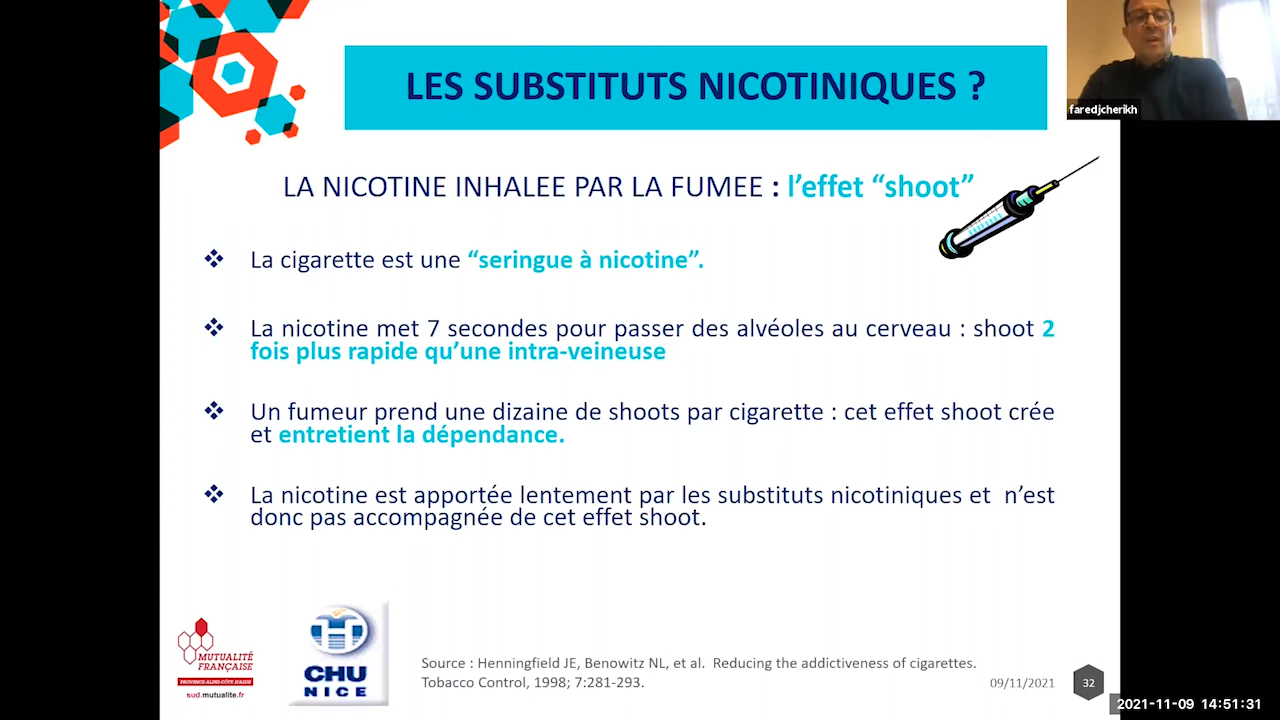 LES SUBSTITUTS NICOTINIQUES ?
faredjcherikh
LA NICOTINE INHALEE PAR LA FUMEE : l’effet “shoot”
❖ La cigarette est une “seringue à nicotine”.
❖ La nicotine met 7 secondes pour passer des alvéoles au cerveau : shoot 2
fois plus rapide qu’une intra-veineuse
❖ Un fumeur prend une dizaine de shoots par cigarette : cet effet shoot crée
et entretient la dépendance.
❖ La nicotine est apportée lentement par les substituts nicotiniques et n’est
donc pas accompagnée de cet effet shoot.
MUTUALITÉ
FRANÇAISE
PROVENCE-ALPES-CÔTE D'AZUR
sud.mutualite.fr
CHU
NICE
Source : Henningfield JE, Benowitz NL, et al. Reducing the addictiveness of cigarettes.
Tobacco Control, 1998; 7:281-293.
09/11/2021
32
2021-11-09 14:51:31